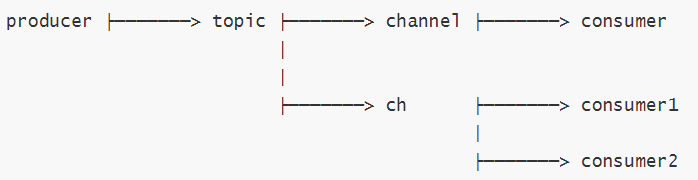 producer ├───────> topic ├───────> channel ├───────> consumer
│
│
├───────> ch ├───────> consumer1
│
├───────> consumer2